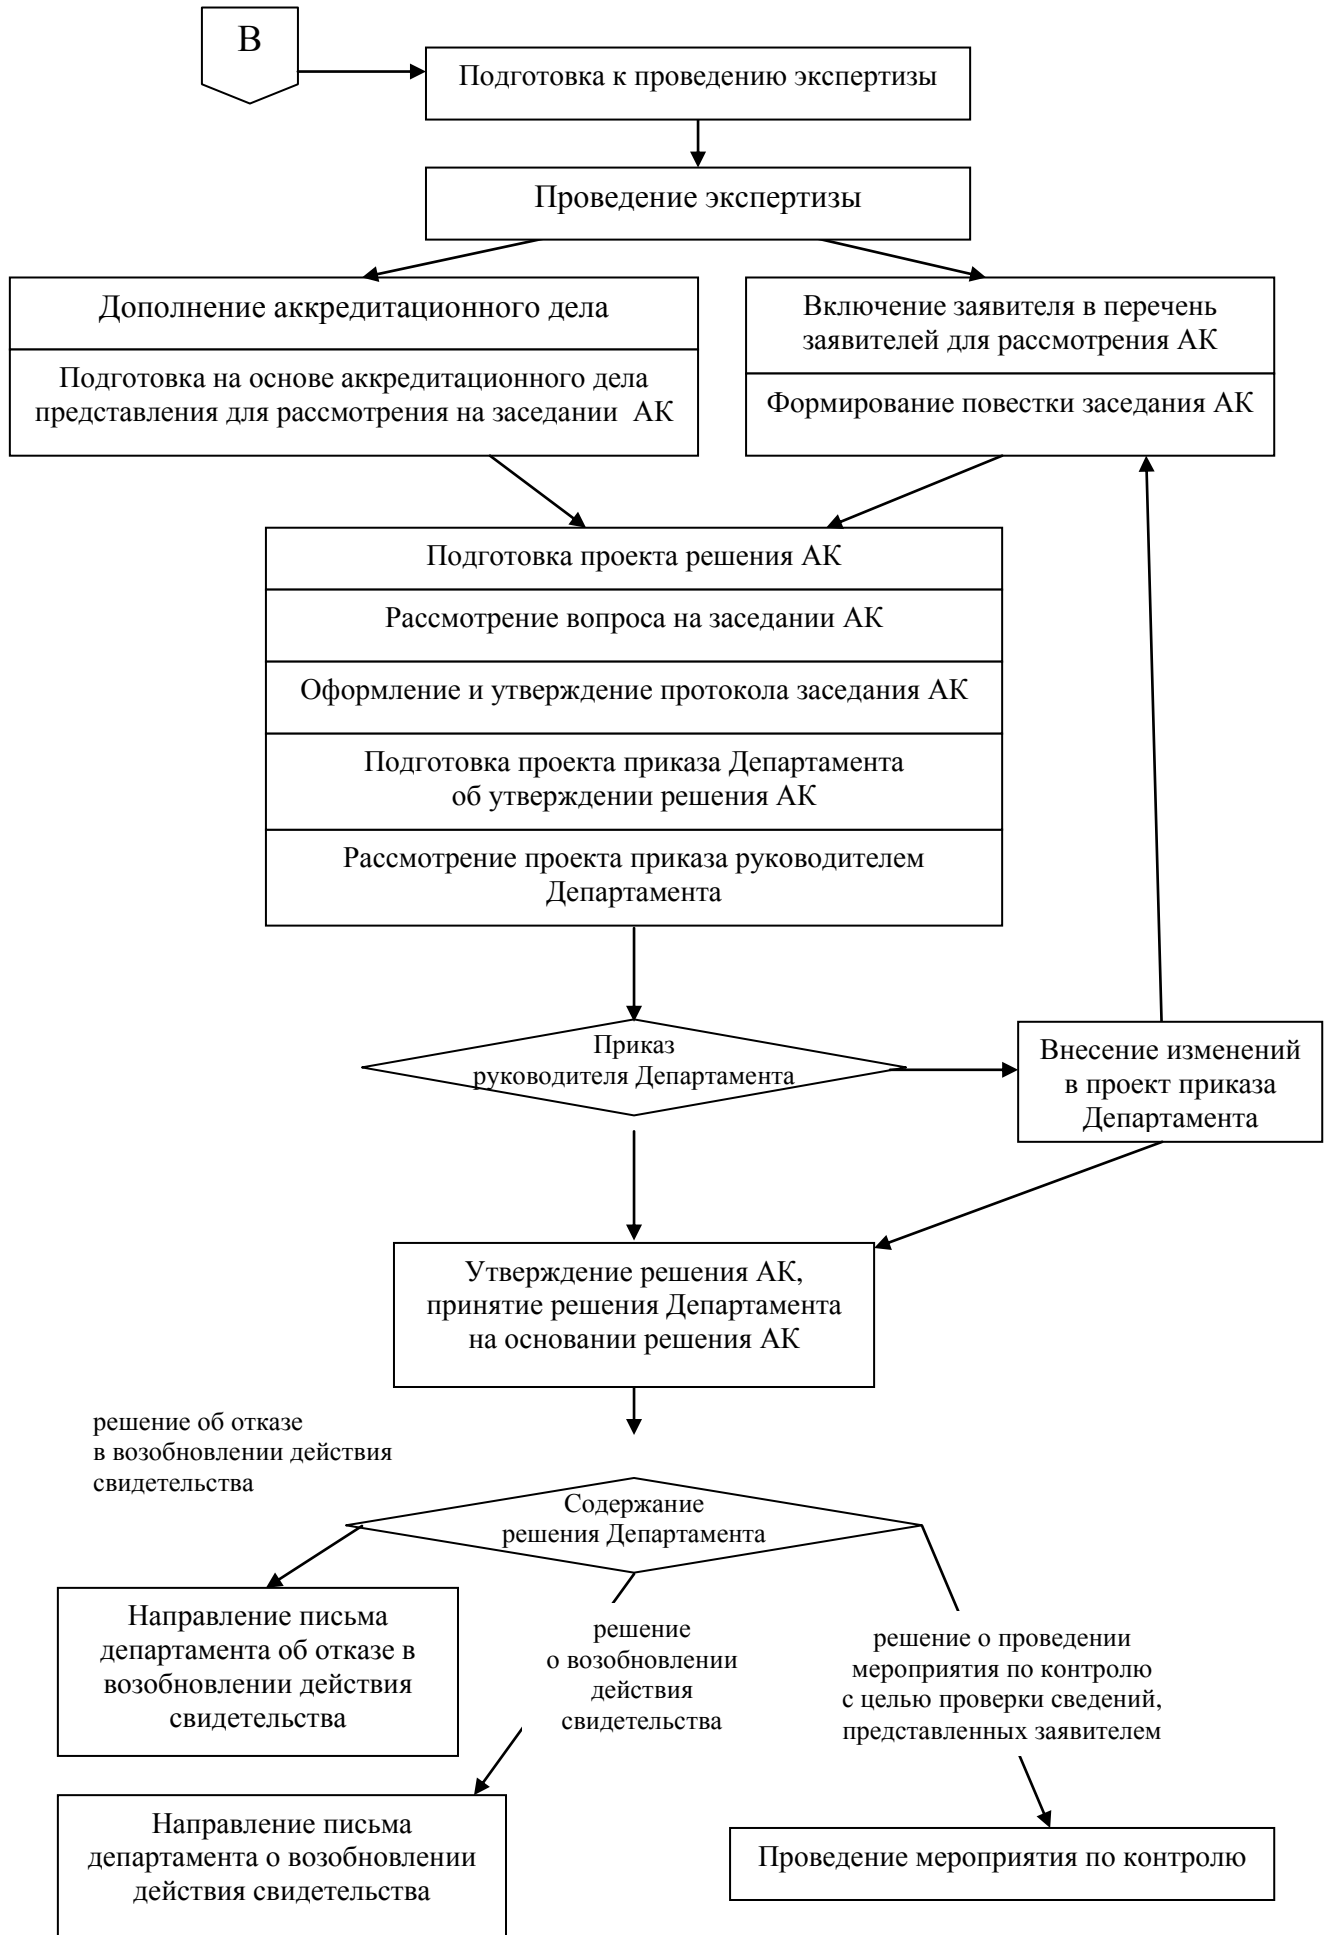 В
Подготовка к проведению экспертизы
Проведение экспертизы
Дополнение аккредитационного дела
Подготовка на основе аккредитационного дела
представления для рассмотрения на заседании АК
Включение заявителя в перечень
заявителей для рассмотрения АК
Формирование повестки заседания АК
Подготовка проекта решения АК
Рассмотрение вопроса на заседании АК
Оформление и утверждение протокола заседания АК
Подготовка проекта приказа Департамента
об утверждении решения АК
Рассмотрение проекта приказа руководителем
Департамента
Приказ
руководителя Департамента
Внесение изменений
в проект приказа
Департамента
Утверждение решения АК,
принятие решения Департамента
на основании решения АК
решение об отказе
в возобновлении действия
свидетельства
Содержание
решения Департамента
Направление письма
департамента об отказе в
возобновлении действия
свидетельства
решение
о возобновлении
действия
свидетельства
решение о проведении
мероприятия по контролю
с целью проверки сведений,
представленных заявителем
Направление письма
департамента о возобновлении
действия свидетельства
Проведение мероприятия по контролю